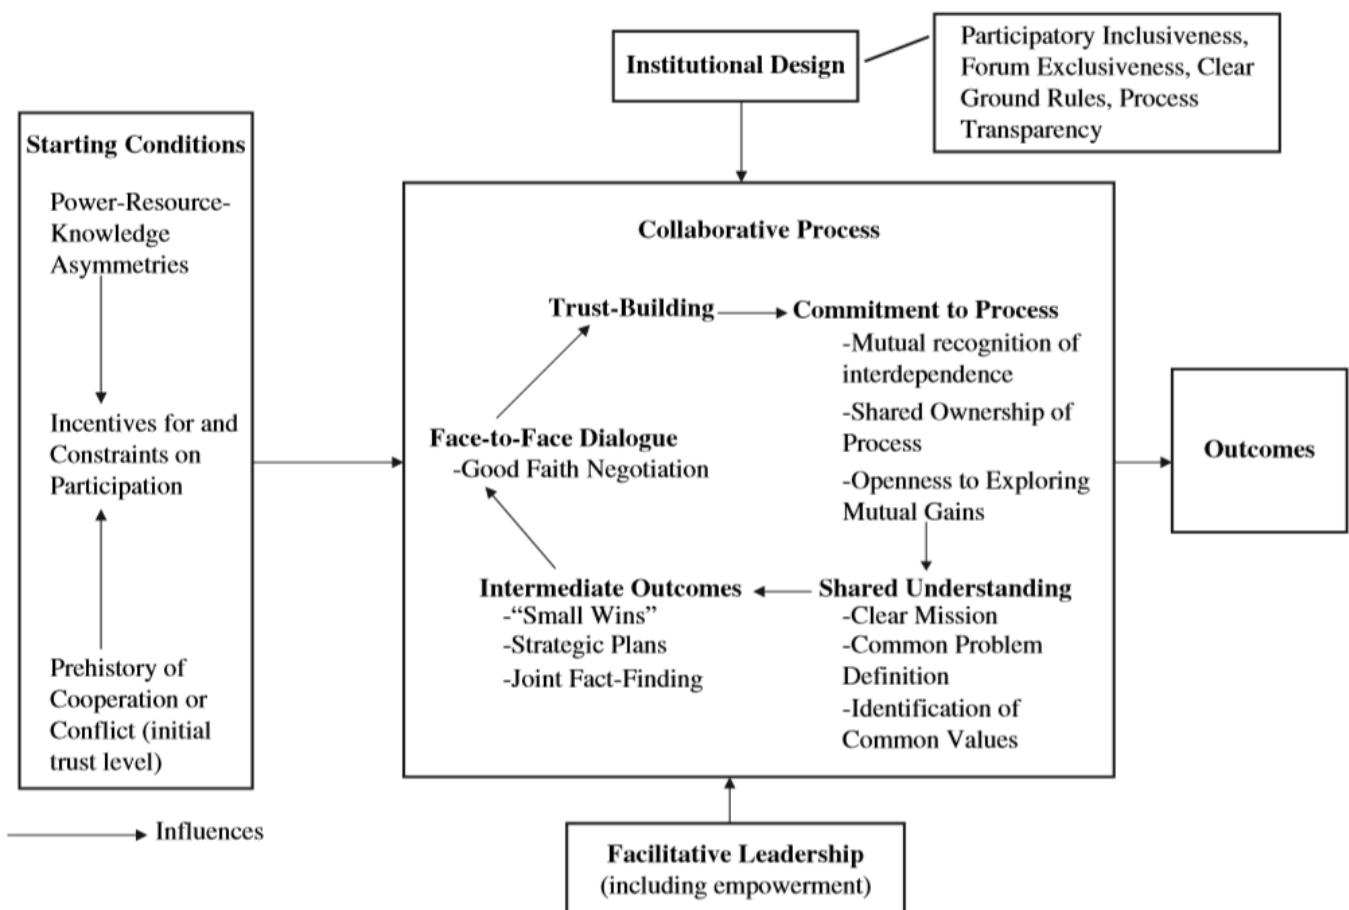 Institutional Design
Participatory Inclusiveness,
Forum Exclusiveness, Clear
Ground Rules, Process
Transparency
Starting Conditions
Power-Resource-
Knowledge
Asymmetries
Incentives for and
Constraints on
Participation
Prehistory of
Cooperation or
Conflict (initial
trust level)
Influences
Collaborative Process
Trust-Building
Commitment to Process
-Mutual recognition of
interdependence
-Shared Ownership of
Process
-Openness to Exploring
Mutual Gains
Face-to-Face Dialogue
-Good Faith Negotiation
Intermediate Outcomes
-“Small Wins”
-Strategic Plans
-Joint Fact-Finding
Shared Understanding
-Clear Mission
-Common Problem
Definition
-Identification of
Common Values
Outcomes
Facilitative Leadership
(including empowerment)